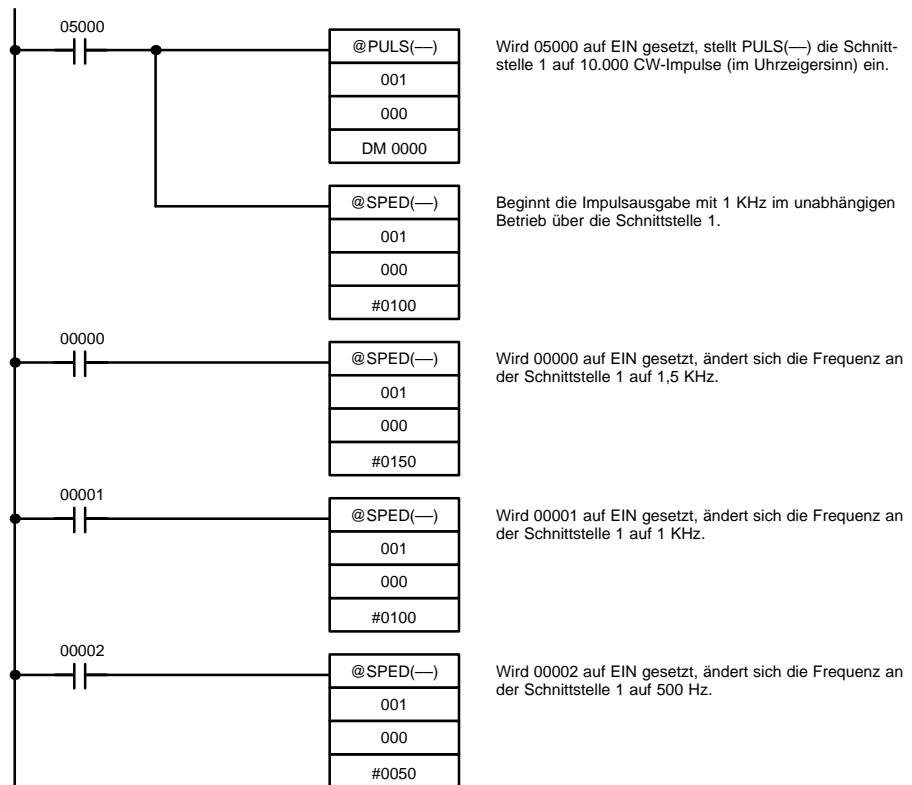 05000
@PULS(––)
001
000
DM 0000
Wird 05000 auf EIN gesetzt, stellt PULS(––) die Schnitt-
stelle 1 auf 10.000 CW-Impulse (im Uhrzeigersinn) ein.
@SPED(––)
001
000
#0100
Beginnt die Impulsausgabe mit 1 KHz im unabhängigen
Betrieb über die Schnittstelle 1.
00000
@SPED(––)
001
000
#0150
Wird 00000 auf EIN gesetzt, ändert sich die Frequenz an
der Schnittstelle 1 auf 1,5 KHz.
00001
@SPED(––)
001
000
#0100
Wird 00001 auf EIN gesetzt, ändert sich die Frequenz an
der Schnittstelle 1 auf 1 KHz.
00002
@SPED(––)
001
000
#0050
Wird 00002 auf EIN gesetzt, ändert sich die Frequenz an
der Schnittstelle 1 auf 500 Hz.